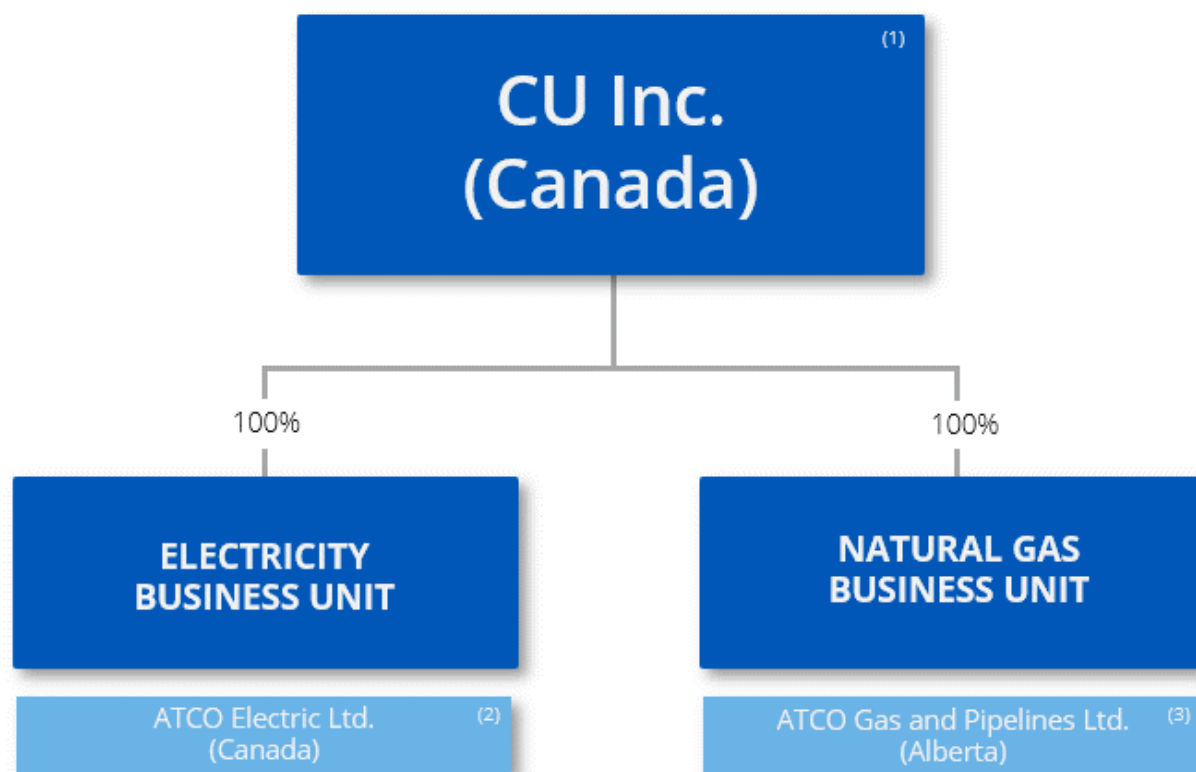 (1)
CU Inc.
(Canada)
100%
100%
ELECTRICITY
BUSINESS UNIT
NATURAL GAS
BUSINESS UNIT
ATCO Electric Ltd. (2)
(Canada)
ATCO Gas and Pipelines Ltd. (3)
(Alberta)